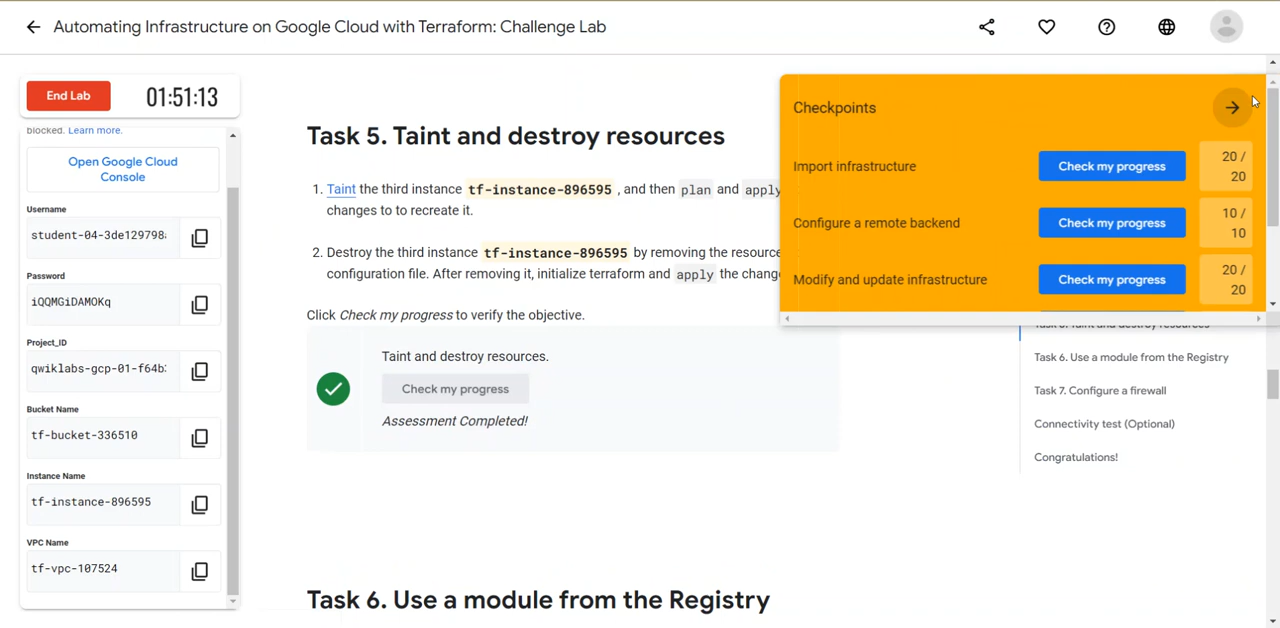 Automating Infrastructure on Google Cloud with Terraform: Challenge Lab
End Lab
01:51:13
blocked. Learn more.
Open Google Cloud
Console
Username
student-04-3de129798
Password
iQQMGiDAMOKq
Project_ID
qwiklabs-gcp-01-f64b
Bucket Name
tf-bucket-336510
Instance Name
tf-instance-896595
VPC Name
tf-vpc-107524
Task 5. Taint and destroy resources
1. Taint the third instance tf-instance-896595 , and then plan and apply
changes to to recreate it.
2. Destroy the third instance tf-instance-896595 by removing the resource
configuration file. After removing it, initialize terraform and apply the change
Click Check my progress to verify the objective.
Taint and destroy resources.
Check my progress
Assessment Completed!
Task 6. Use a module from the Registry
Checkpoints
Import infrastructure
Check my progress
20 /
20
Configure a remote backend
Check my progress
10 /
10
Modify and update infrastructure
Check my progress
20 /
20
Task 5. Taint and destroy resources
Task 6. Use a module from the Registry
Task 7. Configure a firewall
Connectivity test (Optional)
Congratulations!